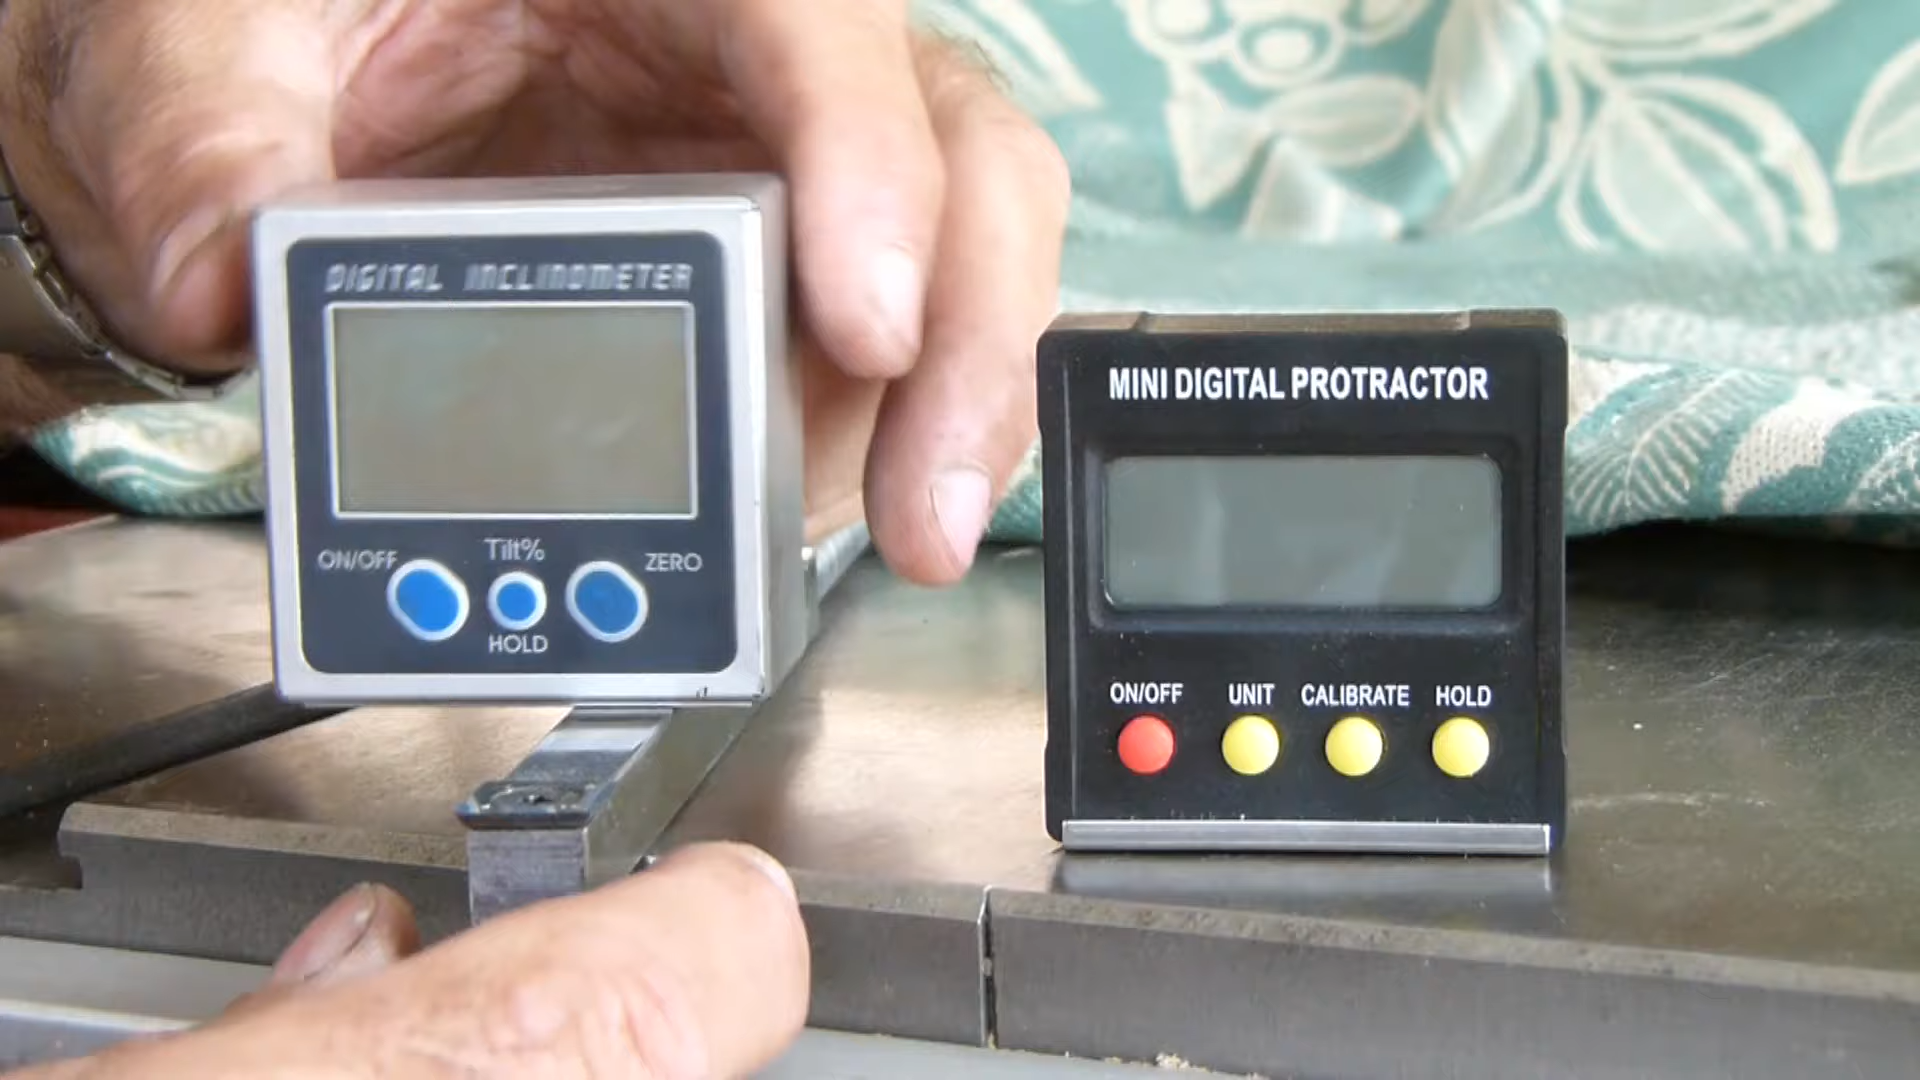 DIGITAL INCLINOMETER
ON/OFF
Tilt%
ZERO
HOLD
MINI DIGITAL PROTRACTOR
ON/OFF UNIT CALIBRATE HOLD